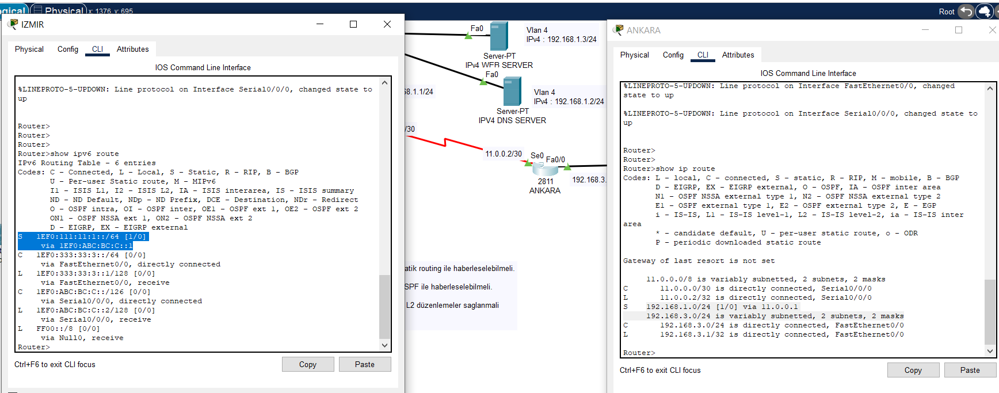 Logical
Physical x: 1376, y: 695
Root
IZMIR
Physical Config CLI Attributes
IOS Command Line Interface
%LINEPROTO-5-UPDOWN: Line protocol on Interface Serial0/0/0, changed state to
up
Router>
Router>
Router>
Router>show ipv6 route
IPv6 Routing Table - 6 entries
Codes: C - Connected, L - Local, S - Static, R - RIP, B - BGP
U - Per-user Static route, M - MIPv6
I1 - ISIS L1, I2 - ISIS L2, IA - ISIS interarea, IS - ISIS summary
ND - ND Default, NDp - ND Prefix, DCE - Destination, NDr - Redirect
O - OSPF intra, OI - OSPF inter, OE1 - OSPF ext 1, OE2 - OSPF ext 2
ON1 - OSPF NSSA ext 1, ON2 - OSPF NSSA ext 2
D - EIGRP, EX - EIGRP external
S 1EF0:111:11:1::/64 [1/0]
via 1EF0:ABC:BC:C::1
C 1EF0:333:33:3::/64 [0/0]
via FastEthernet0/0, directly connected
L 1EF0:333:33:3::1/128 [0/0]
via FastEthernet0/0, receive
C 1EF0:ABC:BC:C::/126 [0/0]
via Serial0/0/0, directly connected
L 1EF0:ABC:BC:C::2/128 [0/0]
via Serial0/0/0, receive
L FF00::/8 [0/0]
via Null0, receive
Router>
Ctrl+F6 to exit CLI focus
Copy Paste
Fa0
Vlan 4
IPv4 : 192.168.1.3/24
Server-PT
IPv4 WEB SERVER
Fa0
68.1.1/24
Vlan 4
IPv4 : 192.168.1.2/24
Server-PT
IPV4 DNS SERVER
/30
11.0.0.2/30
Se0
Fa0/0
192.168.3.
2811
ANKARA
atik routing ile haberleselebilmeli.
SPF ile haberleselebilmeli.
L2 düzenlemeler saglanmali
ANKARA
Physical Config CLI Attributes
IOS Command Line Interface
%LINEPROTO-5-UPDOWN: Line protocol on Interface FastEthernet0/0, changed
state to up
%LINEPROTO-5-UPDOWN: Line protocol on Interface Serial0/0/0, changed state to
up
Router>
Router>
Router>show ip route
Codes: L - local, C - connected, S - static, R - RIP, M - mobile, B - BGP
D - EIGRP, EX - EIGRP external, O - OSPF, IA - OSPF inter area
N1 - OSPF NSSA external type 1, N2 - OSPF NSSA external type 2
E1 - OSPF external type 1, E2 - OSPF external type 2, E - EGP
i - IS-IS, L1 - IS-IS level-1, L2 - IS-IS level-2, ia - IS-IS inter
area
* - candidate default, U - per-user static route, o - ODR
P - periodic downloaded static route
Gateway of last resort is not set
11.0.0.0/8 is variably subnetted, 2 subnets, 2 masks
C 11.0.0.0/30 is directly connected, Serial0/0/0
L 11.0.0.2/32 is directly connected, Serial0/0/0
S 192.168.1.0/24 [1/0] via 11.0.0.1
192.168.3.0/24 is variably subnetted, 2 subnets, 2 masks
C 192.168.3.0/24 is directly connected, FastEthernet0/0
L 192.168.3.1/32 is directly connected, FastEthernet0/0
Router>
Ctrl+F6 to exit CLI focus
Copy Paste